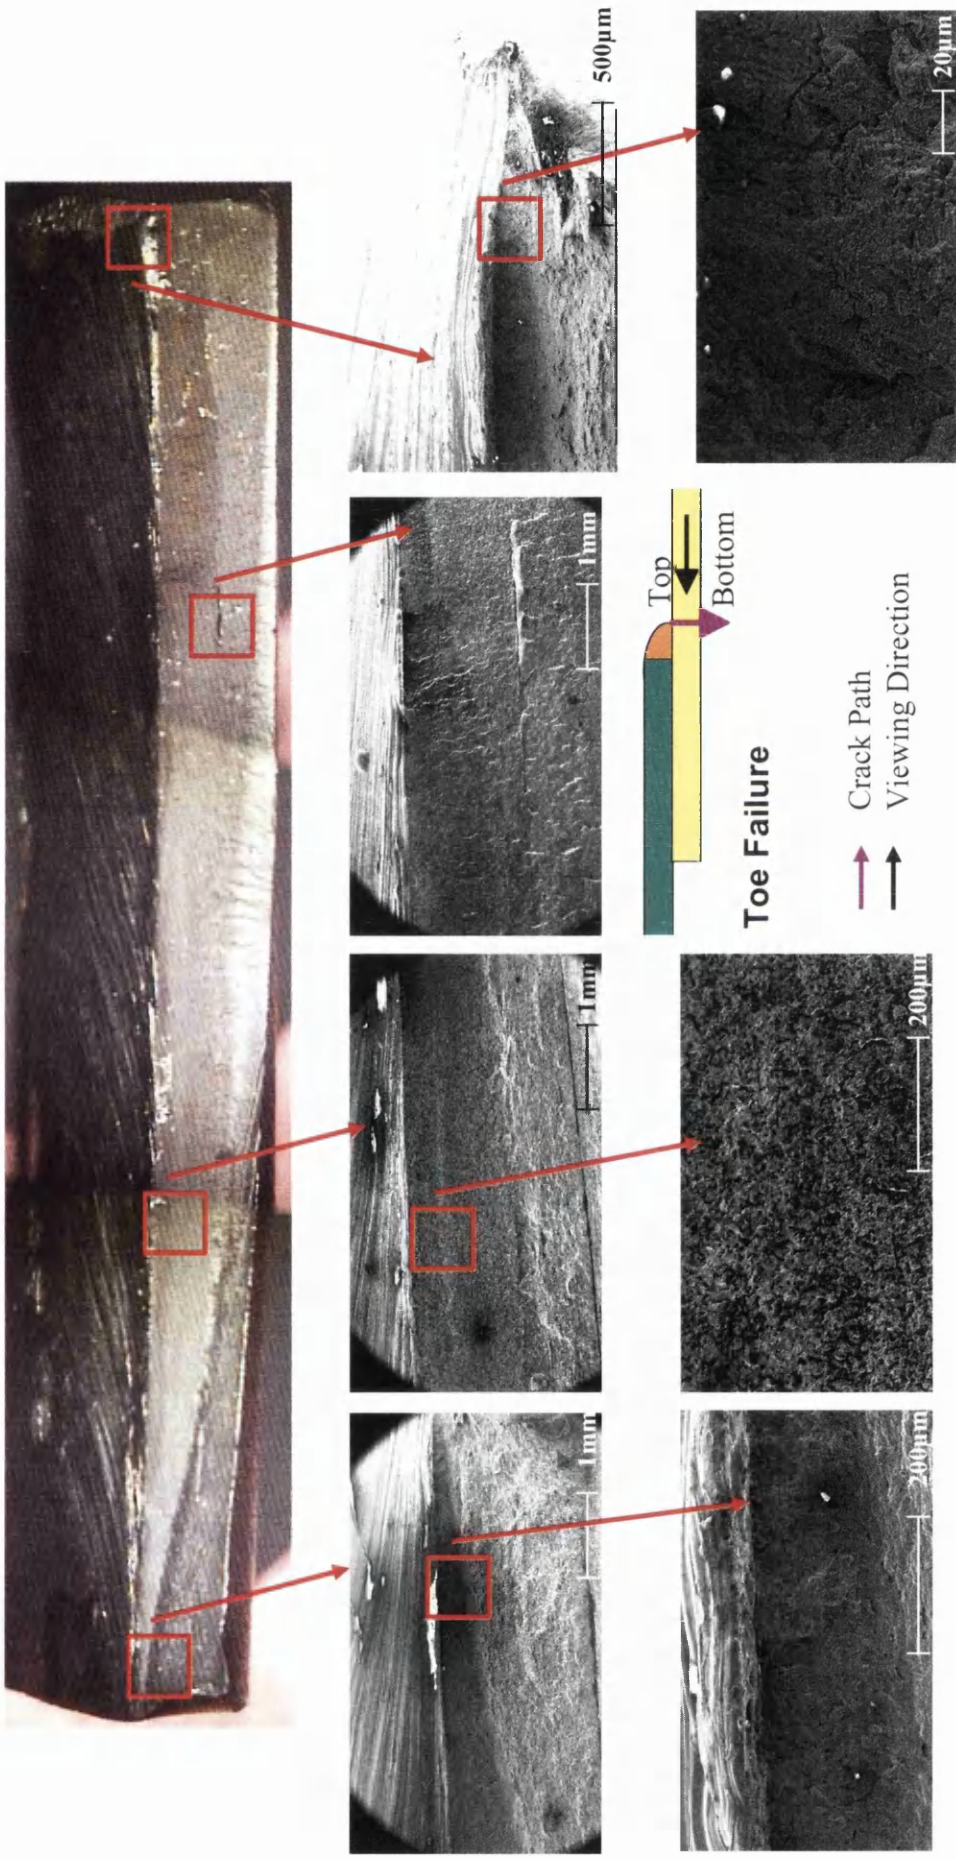 500µm
1mm
1mm
1mm
20µm
Top
Bottom
Toe Failure
Crack Path
Viewing Direction
200µm
200µm